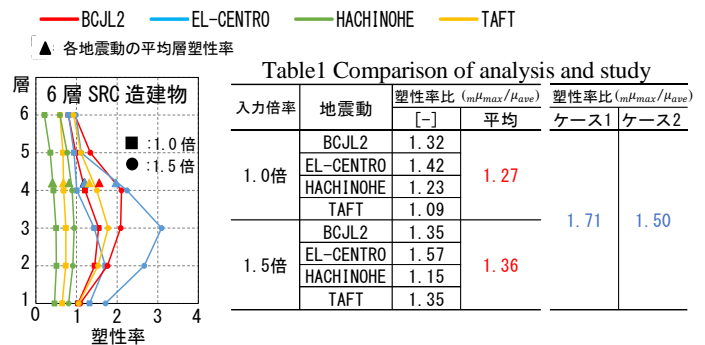 BCJL2 EL-CENTRO HACHINOHE TAFT
▲ 各地震動の平均層塑性率
Table1 Comparison of analysis and study
層
6層 SRC 造建物
■ :1.0倍
● :1.5倍
6
5
4
3
2
1
0 1 2 3 4
塑性率
入力倍率 地震動 塑性率比 (mμmax/μave) 塑性率比(mμmax/μave)
[-] 平均 ケース1 ケース2
1.0倍 BCJL2 1.32 1.27 1.71 1.50
EL-CENTRO 1.42
HACHINOHE 1.23
TAFT 1.09
1.5倍 BCJL2 1.35 1.36
EL-CENTRO 1.57
HACHINOHE 1.15
TAFT 1.35